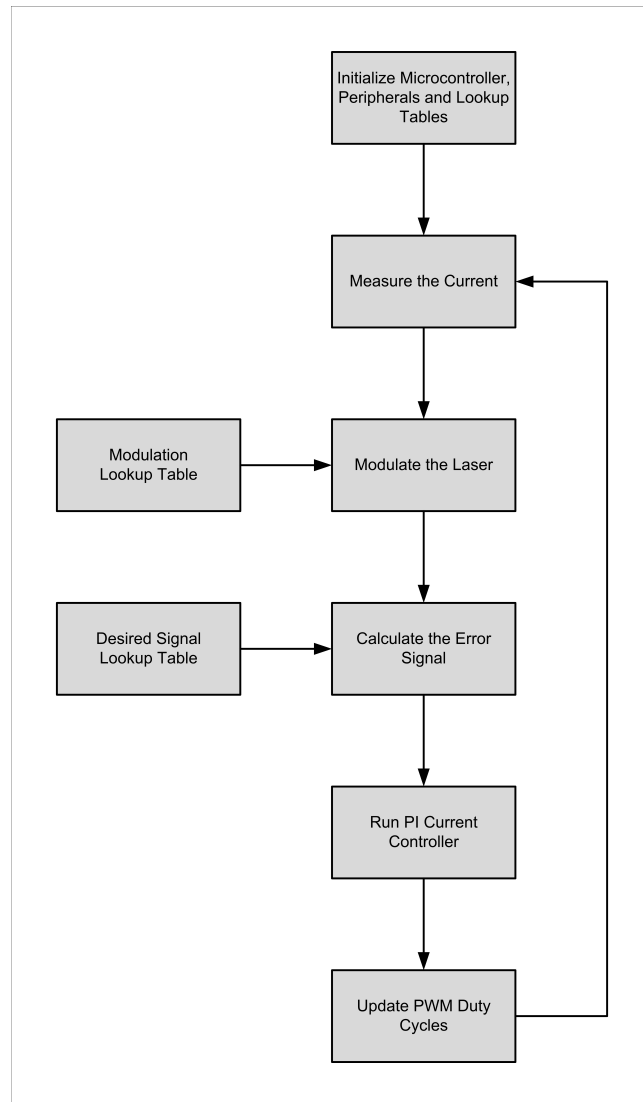 Initialize Microcontroller,
Peripherals and Lookup
Tables
Measure the Current
Modulation
Lookup Table
Modulate the Laser
Desired Signal
Lookup Table
Calculate the Error
Signal
Run PI Current
Controller
Update PWM Duty
Cycles